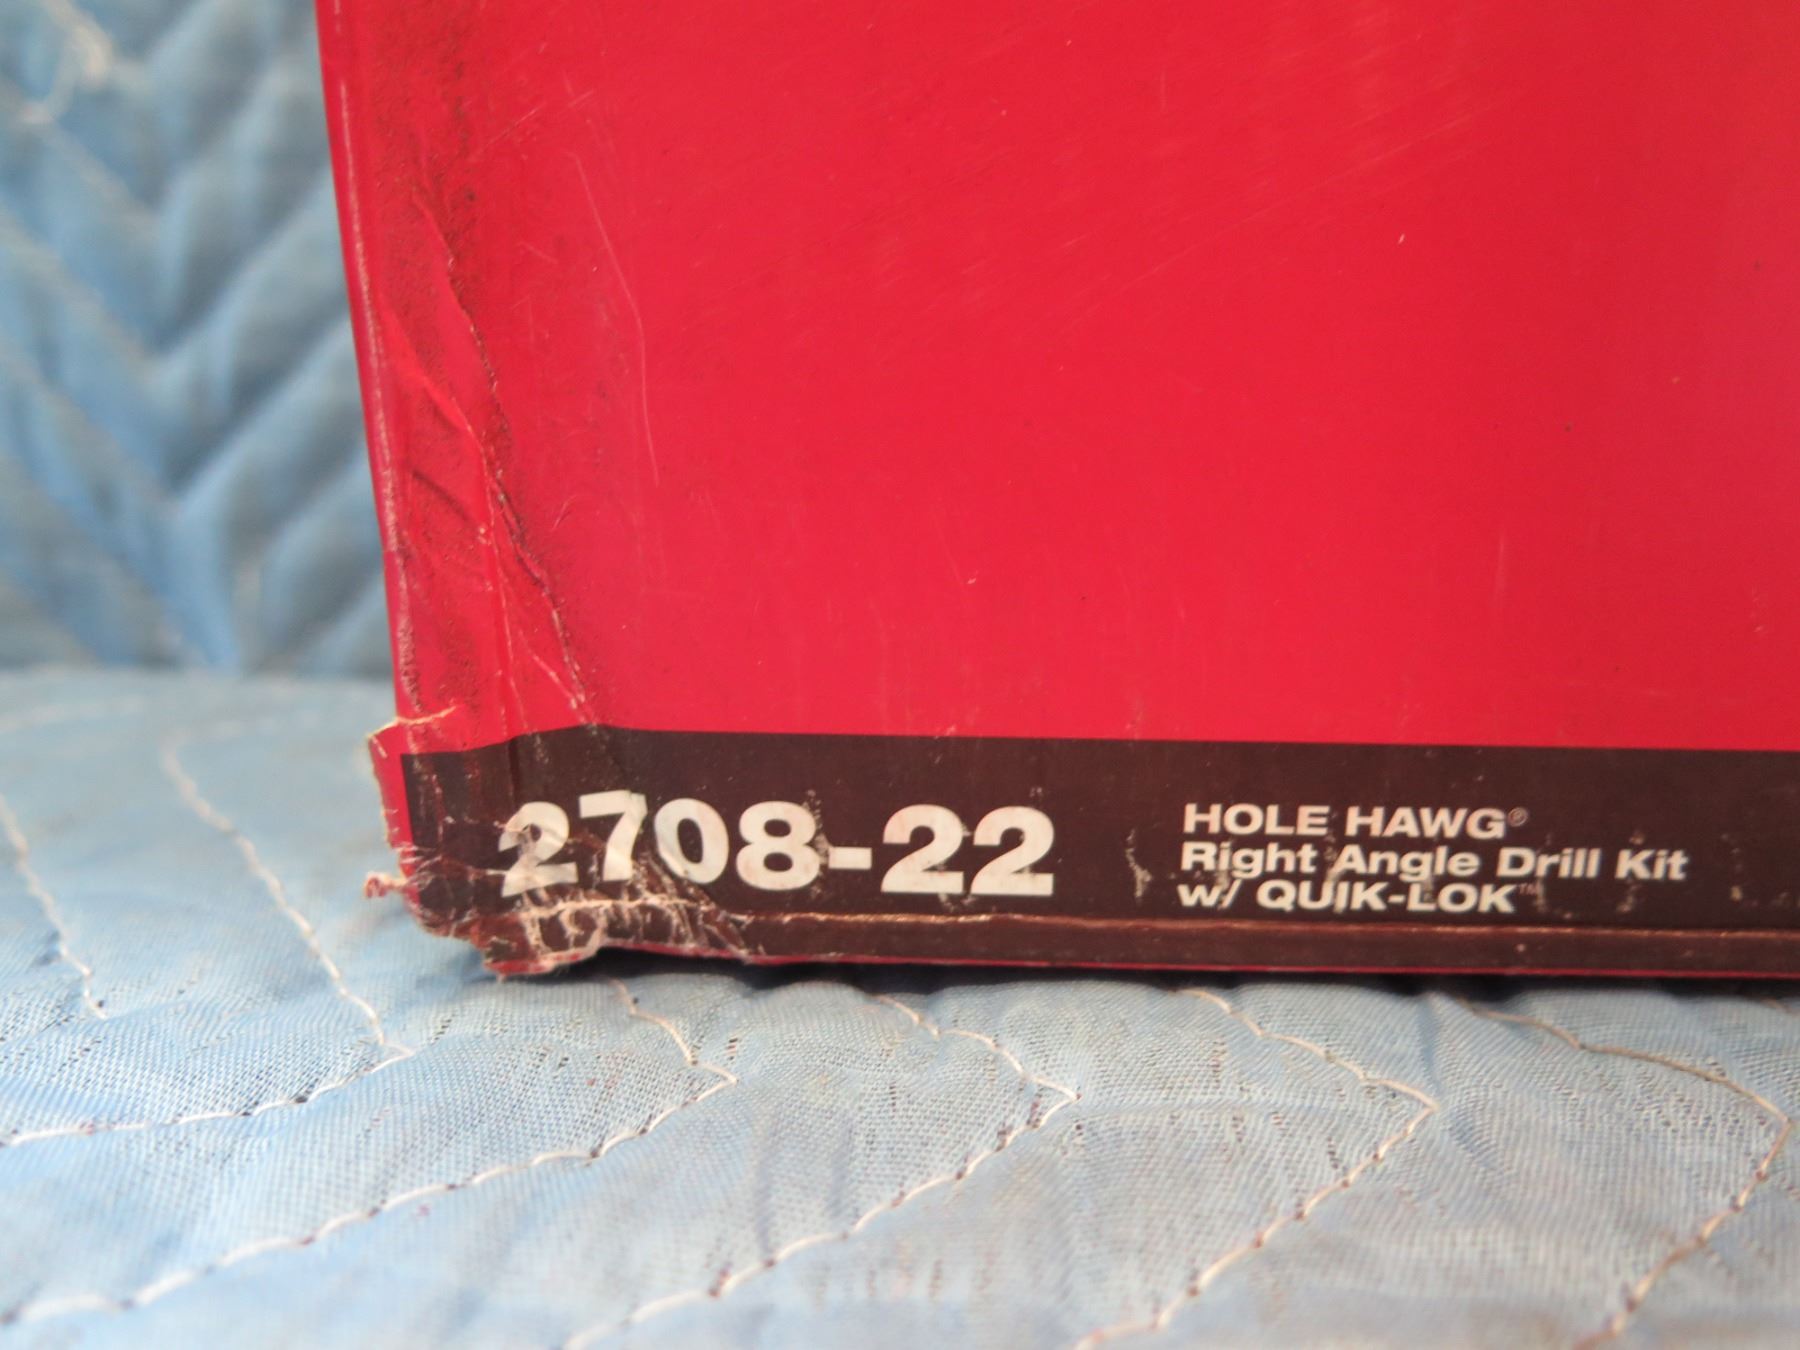 2708-22
HOLE HAWG®
Right Angle Drill Kit
w/ QUIK-LOK™